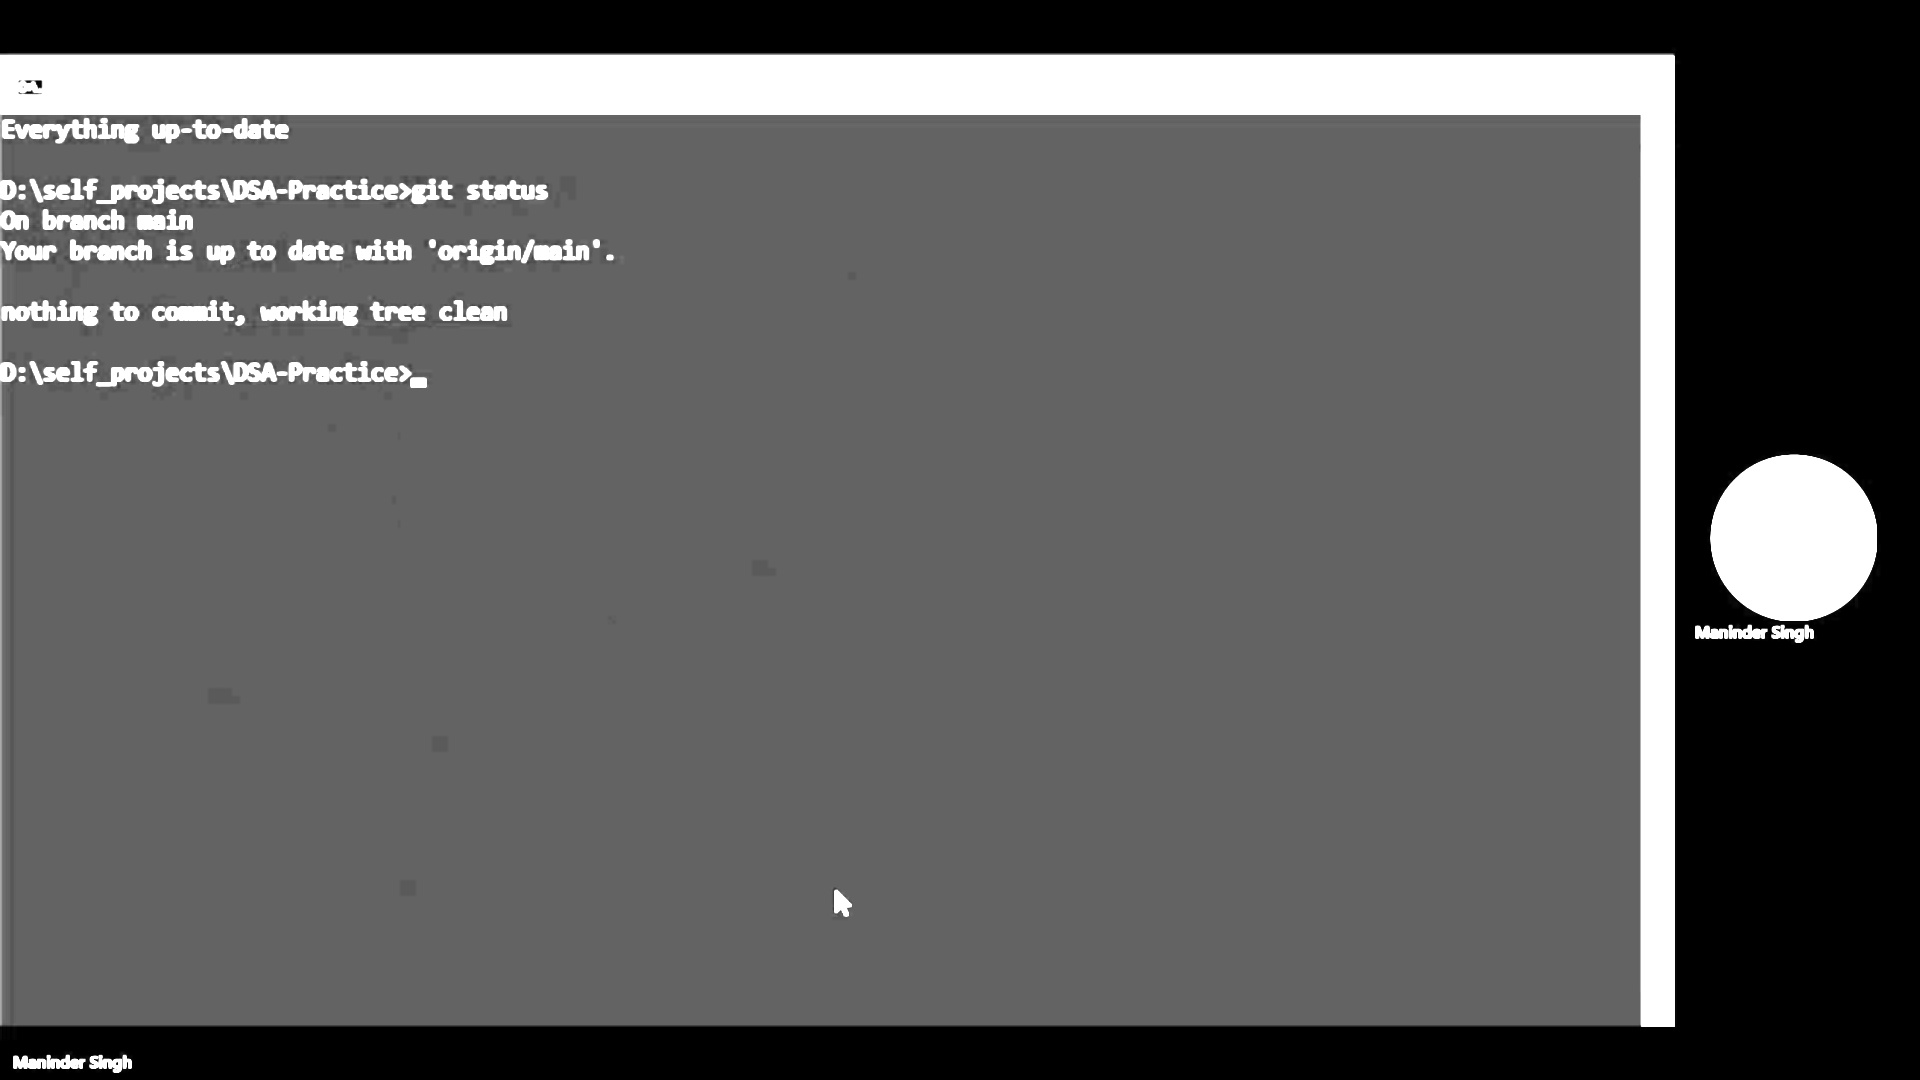 Everything up-to-date
D:\self_projects\DSA-Practice>git status
On branch main
Your branch is up to date with 'origin/main'.
nothing to commit, working tree clean
D:\self_projects\DSA-Practice>
Maninder Singh
Maninder Singh